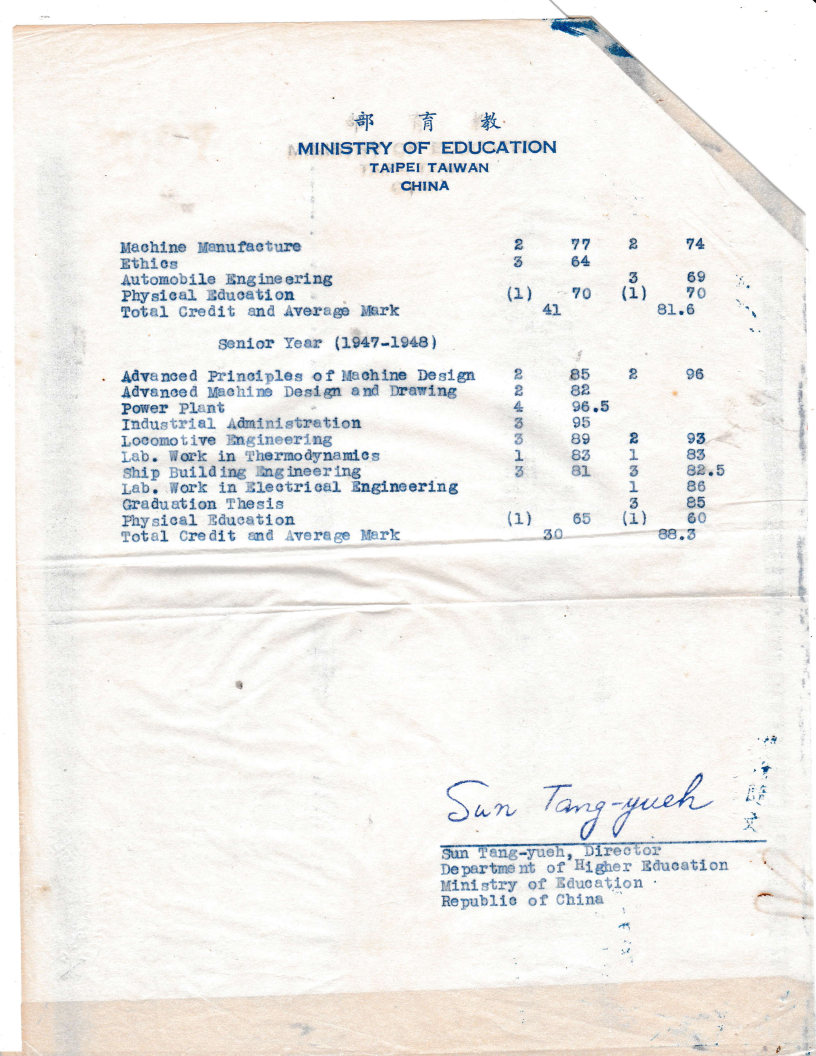 部 育 教
MINISTRY OF EDUCATION
TAIPEI TAIWAN
CHINA
Machine Manufacture 2 77 2 74
Ethics 3 64
Automobile Engineering 3 69
Physical Education (1) 70 (1) 70
Total Credit and Average Mark 41 81.6
Senior Year (1947-1948)
Advanced Principles of Machine Design 2 85 2 96
Advanced Machine Design and Drawing 2 82
Power Plant 4 96.5
Industrial Administration 3 95
Locomotive Engineering 3 89 2 93
Lab. Work in Thermodynamics 1 83 1 83
Ship Building Engineering 3 81 3 82.5
Lab. Work in Electrical Engineering 1 86
Graduation Thesis 3 85
Physical Education (1) 65 (1) 60
Total Credit and Average Mark 30 88.3
Sun Tang-yueh
Sun Tang-yueh, Director
Department of Higher Education
Ministry of Education
Republic of China